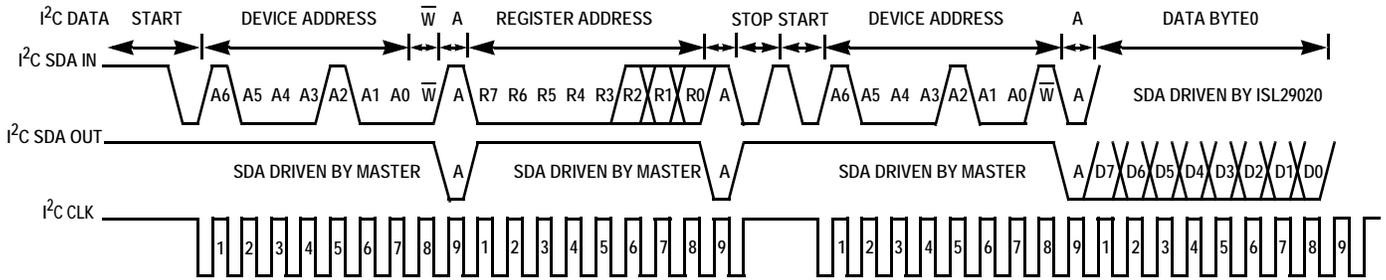 I²C DATA START DEVICE ADDRESS W̅ A REGISTER ADDRESS STOP START DEVICE ADDRESS A DATA BYTE0
I²C SDA IN
A6 A5 A4 A3 A2 A1 A0 W̅ A R7 R6 R5 R4 R3 R2 R1 R0 A A6 A5 A4 A3 A2 A1 A0 W̅ A SDA DRIVEN BY ISL29020
I²C SDA OUT
SDA DRIVEN BY MASTER A SDA DRIVEN BY MASTER A SDA DRIVEN BY MASTER A D7 D6 D5 D4 D3 D2 D1 D0
I²C CLK
1 2 3 4 5 6 7 8 9 1 2 3 4 5 6 7 8 9 1 2 3 4 5 6 7 8 9 1 2 3 4 5 6 7 8 9